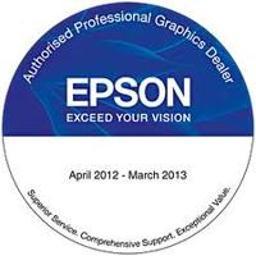 Authorised Professional Graphics Dealer
EPSON
EXCEED YOUR VISION
April 2012 - March 2013
Superior Service. Comprehensive Support. Exceptional Value.